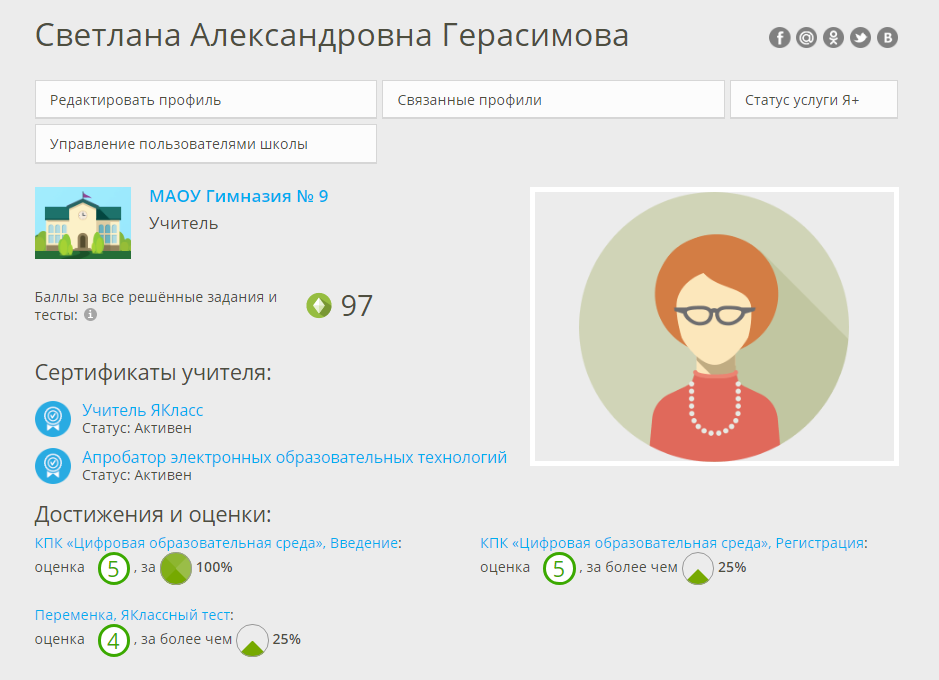 Светлана Александровна Герасимова
Редактировать профиль
Связанные профили
Статус услуги Я+
Управление пользователями школы
МАОУ Гимназия № 9
Учитель
Баллы за все решённые задания и
тесты:
97
Сертификаты учителя:
Учитель ЯКласс
Статус: Активен
Апробатор электронных образовательных технологий
Статус: Активен
Достижения и оценки:
КПК «Цифровая образовательная среда», Введение:
оценка 5 , за 100%
КПК «Цифровая образовательная среда», Регистрация:
оценка 5 , за более чем 25%
Переменка, ЯКлассный тест:
оценка 4 , за более чем 25%